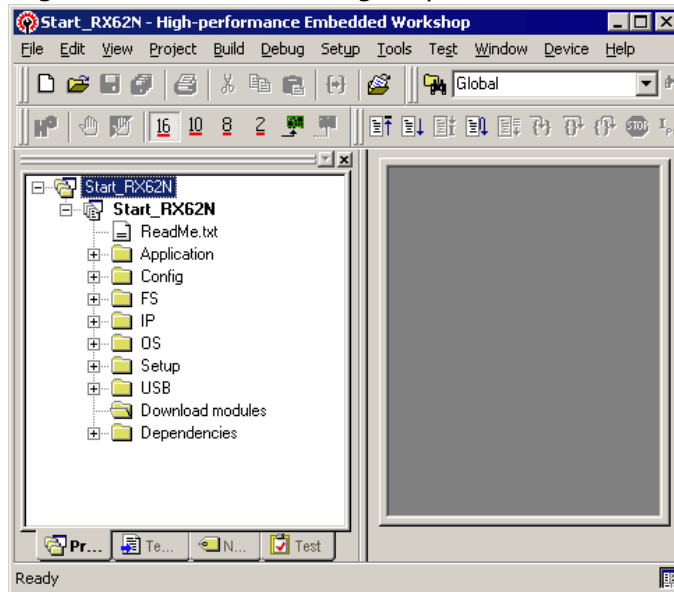 Start_RX62N - High-performance Embedded Workshop
File Edit View Project Build Debug Setup Tools Test Window Device Help
Global
16 10 8 2 STOP
Start_RX62N
Start_RX62N
ReadMe.txt
Application
Config
FS
IP
OS
Setup
USB
Download modules
Dependencies
Pr... Te... N... Test
Ready